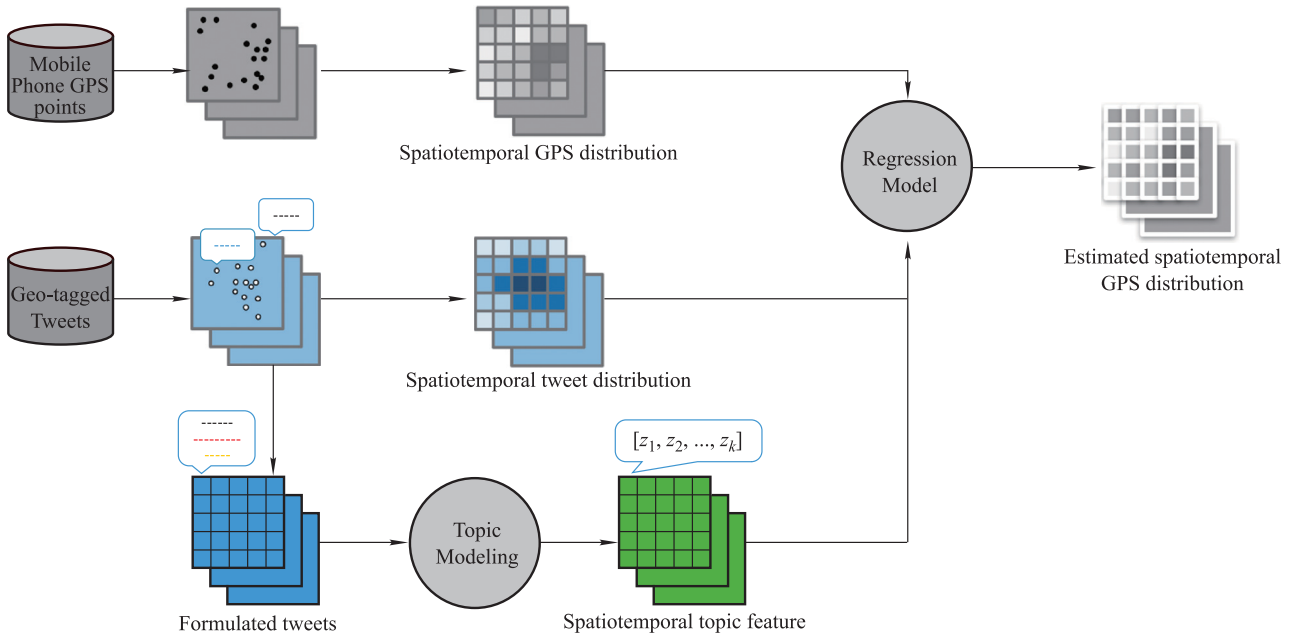 Mobile
Phone GPS
points
Spatiotemporal GPS distribution
Regression
Model
Estimated spatiotemporal
GPS distribution
Geo-tagged
Tweets
Spatiotemporal tweet distribution
[z1, z2, ..., zk]
Topic
Modeling
Formulated tweets
Spatiotemporal topic feature